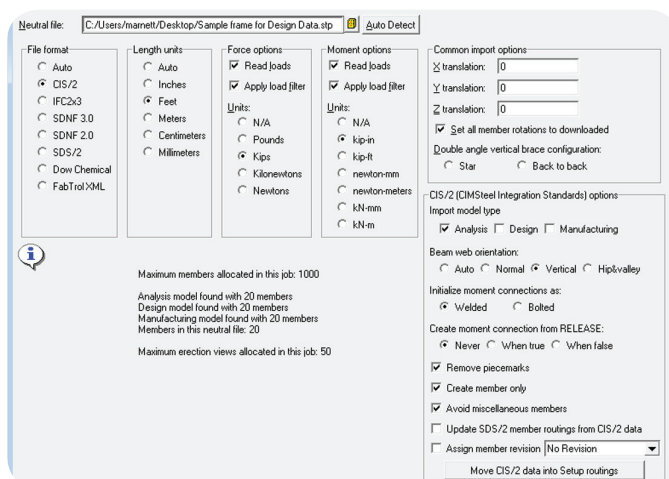 Neutral file: C:/Users/marnett/Desktop/Sample frame for Design Data.stp Auto Detect
File format
Auto
CIS/2
IFC2x3
SDNF 3.0
SDNF 2.0
SDS/2
Dow Chemical
FabTrol XML
Length units
Auto
Inches
Feet
Meters
Centimeters
Millimeters
Force options
Read loads
Apply load filter
Units:
N/A
Pounds
Kips
Kilonewtons
Newtons
Moment options
Read loads
Apply load filter
Units:
N/A
kip-in
kip-ft
newton-mm
newton-meters
kN-mm
kN-m
Common import options
X translation: 0
Y translation: 0
Z translation: 0
Set all member rotations to downloaded
Double angle vertical brace configuration:
Star Back to back
Maximum members allocated in this job: 1000
Analysis model found with 20 members
Design model found with 20 members
Manufacturing model found with 20 members
Members in this neutral file: 20
Maximum erection views allocated in this job: 50
CIS/2 (CIMSteel Integration Standards) options
Import model type
Analysis Design Manufacturing
Beam web orientation:
Auto Normal Vertical Hip&valley
Initialize moment connections as:
Welded Bolted
Create moment connection from RELEASE:
Never When true When false
Remove piecemarks
Create member only
Avoid miscellaneous members
Update SDS/2 member routings from CIS/2 data
Assign member revision No Revision
Move CIS/2 data into Setup routings